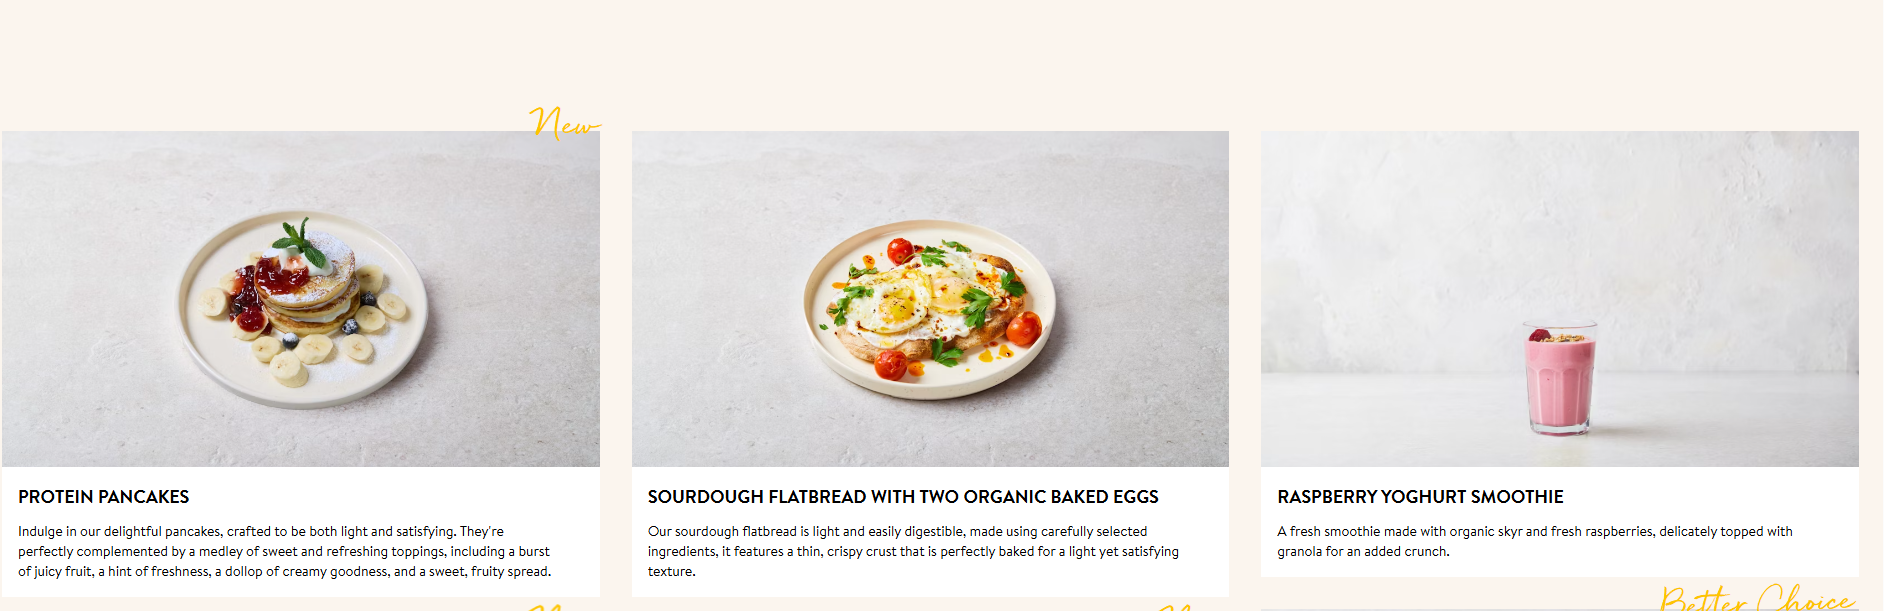 New
PROTEIN PANCAKES
Indulge in our delightful pancakes, crafted to be both light and satisfying. They're
perfectly complemented by a medley of sweet and refreshing toppings, including a burst
of juicy fruit, a hint of freshness, a dollop of creamy goodness, and a sweet, fruity spread.
SOURDOUGH FLATBREAD WITH TWO ORGANIC BAKED EGGS
Our sourdough flatbread is light and easily digestible, made using carefully selected
ingredients, it features a thin, crispy crust that is perfectly baked for a light yet satisfying
texture.
RASPBERRY YOGHURT SMOOTHIE
A fresh smoothie made with organic skyr and fresh raspberries, delicately topped with
granola for an added crunch.
Better Choice